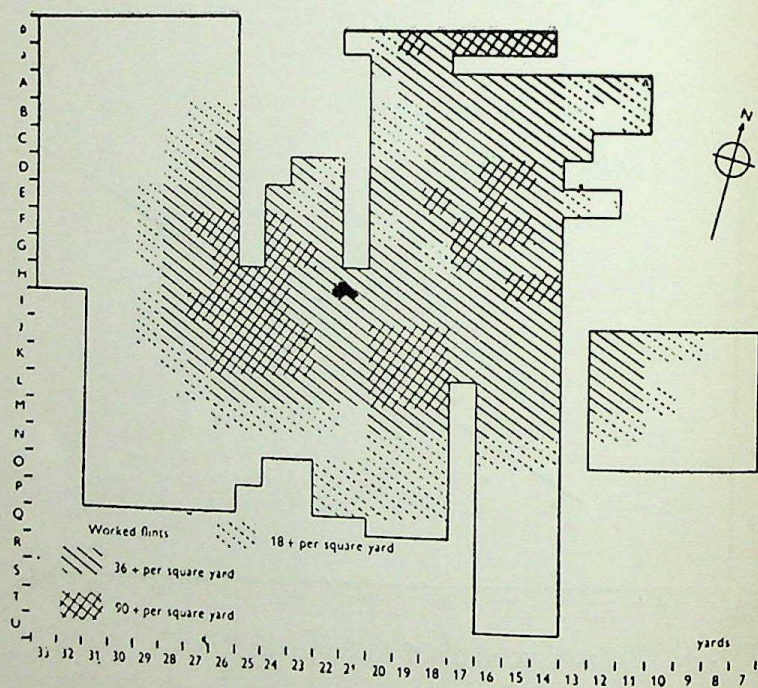 A
B
C
D
E
F
G
H
I
J
K
L
M
N
O
P
Q
R
S
T
U
N
Worked flints
18 + per square yard
36 + per square yard
90 + per square yard
yards
33 32 31 30 29 28 27 26 25 24 23 22 21 20 19 18 17 16 15 14 13 12 11 10 9 8 7